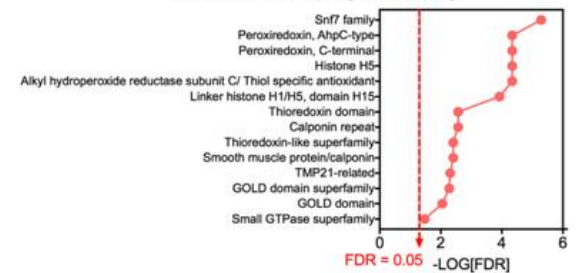 Snf7 family
Peroxiredoxin, AhpC-type
Peroxiredoxin, C-terminal
Histone H5
Alkyl hydroperoxide reductase subunit C/ Thiol specific antioxidant
Linker histone H1/H5, domain H15
Thioredoxin domain
Calponin repeat
Thioredoxin-like superfamily
Smooth muscle protein/calponin
TMP21-related
GOLD domain superfamily
GOLD domain
Small GTPase superfamily
0 2 4 6
FDR = 0.05 -LOG[FDR]